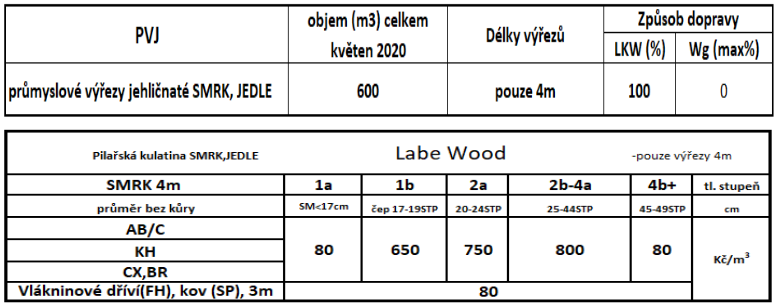 PVJ objem (m3) celkem květen 2020 Délky výřezů Způsob dopravy
LKW (%) Wg (max%)
průmyslové výřezy jehličnaté SMRK, JEDLE 600 pouze 4m 100 0
Pilařská kulatina SMRK,JEDLE Labe Wood -pouze výřezy 4m
SMRK 4m 1a 1b 2a 2b-4a 4b+ tl. stupeň
průměr bez kůry SM<17cm čep 17-19STP 20-24STP 25-44STP 45-49STP cm
AB/C
KH 80 650 750 800 80 Kč/m³
CX,BR
Vlákninové dříví(FH), kov (SP), 3m 80